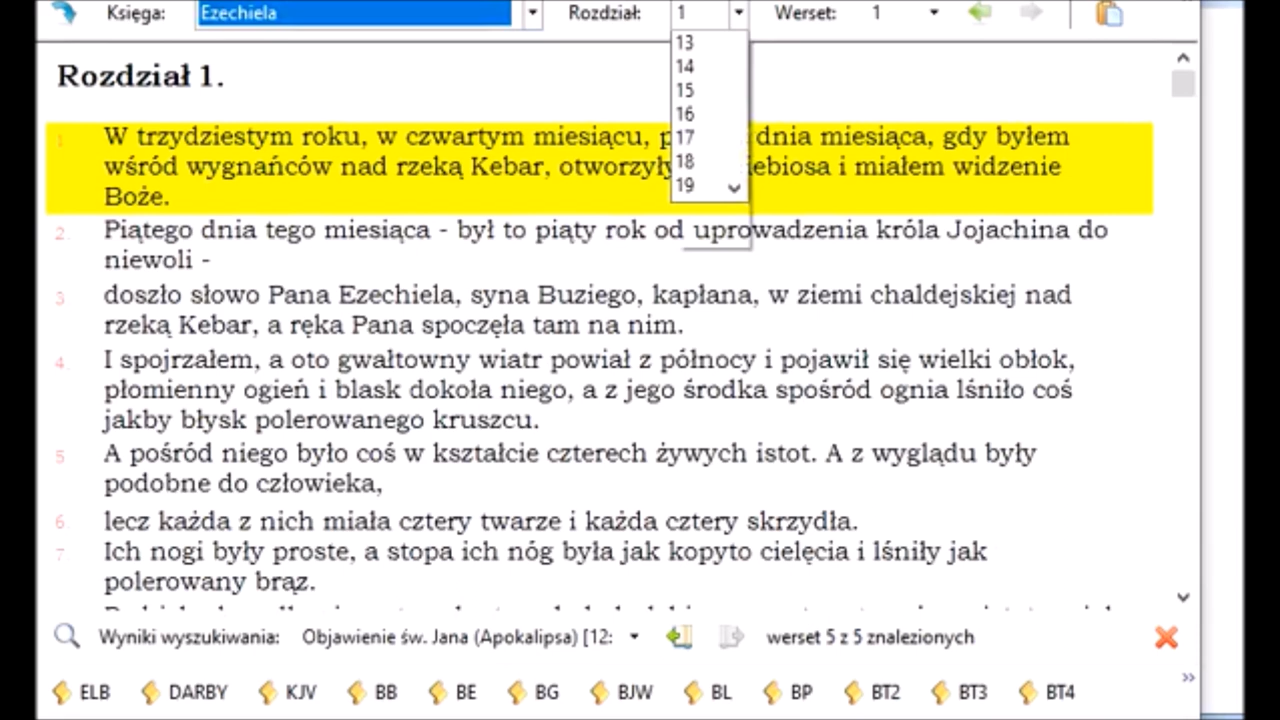 Księga: Ezechiela Rozdział: 1 Werset: 1
13
14
15
16
17
18
19
Rozdział 1.
1 W trzydziestym roku, w czwartym miesiącu, dnia miesiąca, gdy byłem
wśród wygnańców nad rzeką Kebar, i miałem widzenie
Boże.
2 Piątego dnia tego miesiąca - był to piąty rok od uprowadzenia króla Jojachina do
niewoli -
3 doszło słowo Pana Ezechiela, syna Buziego, kapłana, w ziemi chaldejskiej nad
rzeką Kebar, a ręka Pana spoczęła tam na nim.
4 I spojrzałem, a oto gwałtowny wiatr powiał z północy i pojawił się wielki obłok,
płomienny ogień i blask dokoła niego, a z jego środka spośród ognia lśniło coś
jakby błysk polerowanego kruszcu.
5 A pośród niego było coś w kształcie czterech żywych istot. A z wyglądu były
podobne do człowieka,
6 lecz każda z nich miała cztery twarze i każda cztery skrzydła.
7 Ich nogi były proste, a stopa ich nóg była jak kopyto cielęcia i lśniły jak
polerowany brąz.
Wyniki wyszukiwania: Objawienie św. Jana (Apokalipsa) [12: werset 5 z 5 znalezionych
ELB DARBY KJV BB BE BG BJW BL BP BT2 BT3 BT4